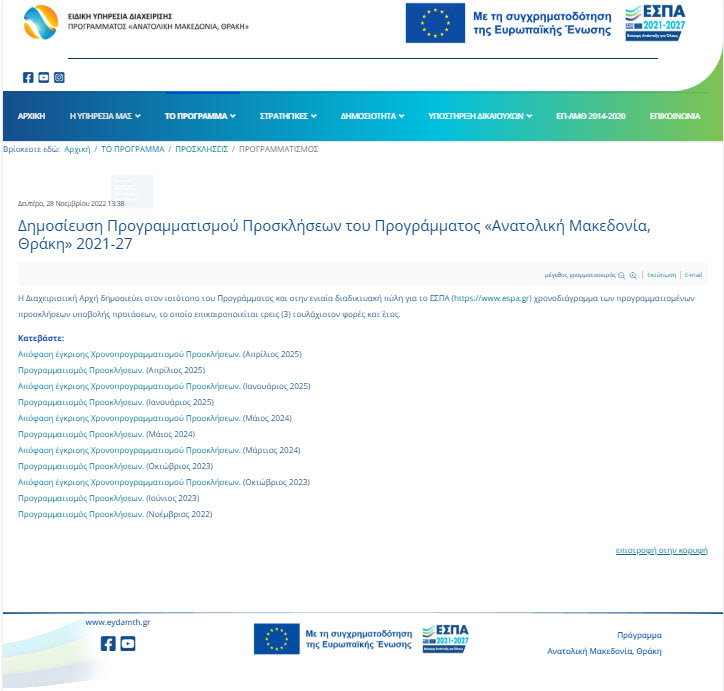 ΕΙΔΙΚΗ ΥΠΗΡΕΣΙΑ ΔΙΑΧΕΙΡΙΣΗΣ
ΠΡΟΓΡΑΜΜΑΤΟΣ «ΑΝΑΤΟΛΙΚΗ ΜΑΚΕΔΟΝΙΑ, ΘΡΑΚΗ»
Με τη συγχρηματοδότηση
της Ευρωπαϊκής Ένωσης
ΕΣΠΑ
2021-2027
ΑΡΧΙΚΗ Η ΥΠΗΡΕΣΙΑ ΜΑΣ ΤΟ ΠΡΟΓΡΑΜΜΑ ΣΤΡΑΤΗΓΙΚΕΣ ΔΗΜΟΣΙΟΤΗΤΑ ΥΠΟΣΤΗΡΙΞΗ ΔΙΚΑΙΟΥΧΩΝ ΕΠ-ΑΜΘ 2014-2020 ΕΠΙΚΟΙΝΩΝΙΑ
Βρίσκεστε εδώ: Αρχική / ΤΟ ΠΡΟΓΡΑΜΜΑ / ΠΡΟΣΚΛΗΣΕΙΣ / ΠΡΟΓΡΑΜΜΑΤΙΣΜΟΣ
Δευτέρα, 28 Νοεμβρίου 2022 13:38
Δημοσίευση Προγραμματισμού Προσκλήσεων του Προγράμματος «Ανατολική Μακεδονία,
Θράκη» 2021-27
μέγεθος γραμματοσειράς | Εκτύπωση | E-mail
Η Διαχειριστική Αρχή δημοσιεύει στον ιστότοπο του Προγράμματος και στην ενιαία διαδικτυακή πύλη για το ΕΣΠΑ (https://www.espa.gr) χρονοδιάγραμμα των προγραμματισμένων
προσκλήσεων υποβολής προτάσεων, το οποίο επικαιροποιείται τρεις (3) τουλάχιστον φορές κατ' έτος.
Κατεβάστε:
Απόφαση έγκρισης Χρονοπρογραμματισμού Προσκλήσεων. (Απρίλιος 2025)
Προγραμματισμός Προσκλήσεων. (Απρίλιος 2025)
Απόφαση έγκρισης Χρονοπρογραμματισμού Προσκλήσεων. (Ιανουάριος 2025)
Προγραμματισμός Προσκλήσεων. (Ιανουάριος 2025)
Απόφαση έγκρισης Χρονοπρογραμματισμού Προσκλήσεων. (Μάιος 2024)
Προγραμματισμός Προσκλήσεων. (Μάιος 2024)
Απόφαση έγκρισης Χρονοπρογραμματισμού Προσκλήσεων. (Μάρτιος 2024)
Προγραμματισμός Προσκλήσεων. (Οκτώβριος 2023)
Απόφαση έγκρισης Χρονοπρογραμματισμού Προσκλήσεων. (Οκτώβριος 2023)
Προγραμματισμός Προσκλήσεων. (Ιούνιος 2023)
Προγραμματισμός Προσκλήσεων. (Νοέμβριος 2022)
επιστροφή στην κορυφή
www.eydamth.gr
Με τη συγχρηματοδότηση
της Ευρωπαϊκής Ένωσης
ΕΣΠΑ
2021-2027
Πρόγραμμα
Ανατολική Μακεδονία, Θράκη